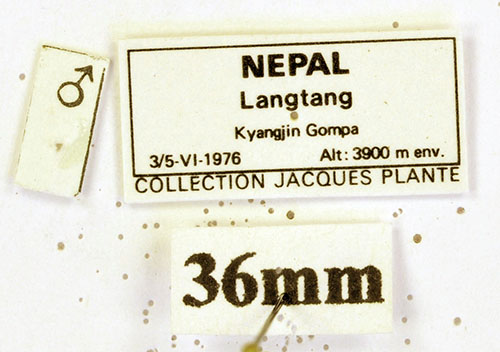 ♂
NEPAL
Langtang
Kyangjin Gompa
3/5-VI-1976 Alt: 3900 m env.
COLLECTION JACQUES PLANTE
36mm